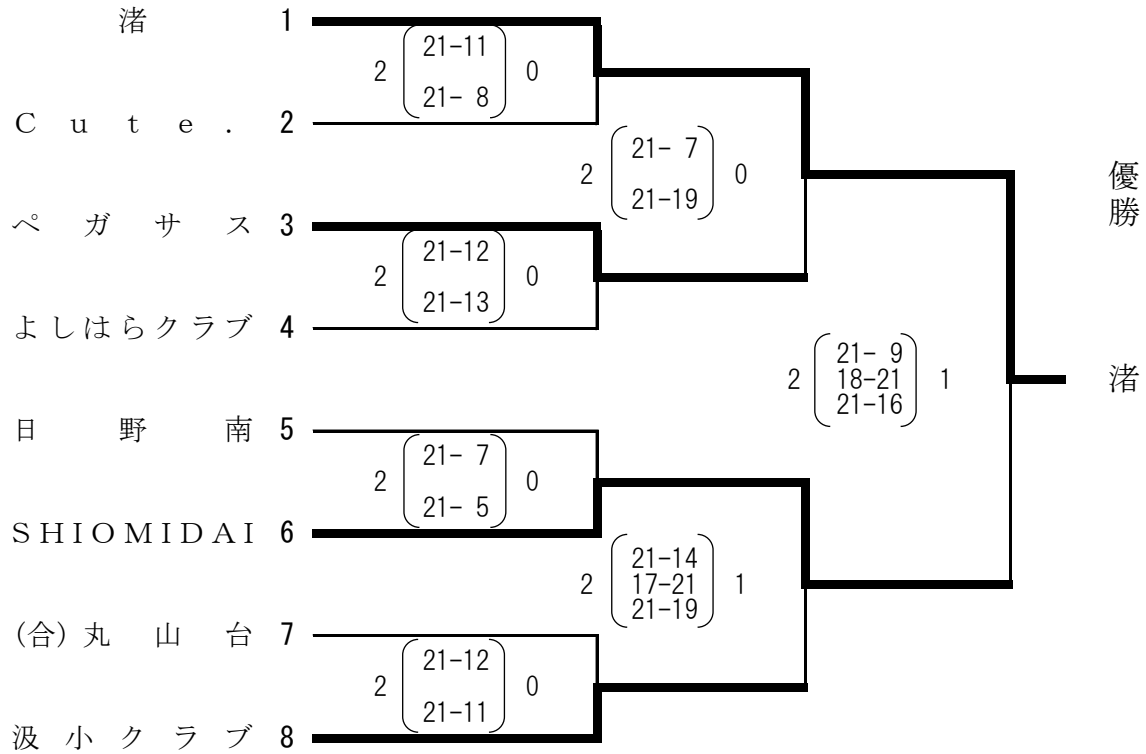 渚 1
2 21-11 0
21- 8
Cute. 2
2 21- 7 0
21-19
優勝
ペガサス 3
2 21-12 0
21-13
よしはらクラブ 4
2 21- 9 1
18-21
21-16
渚
日野南 5
2 21- 7 0
21- 5
SHIOMIDAI 6
2 21-14 1
17-21
21-19
(合)丸山台 7
2 21-12 0
21-11
汲小クラブ 8